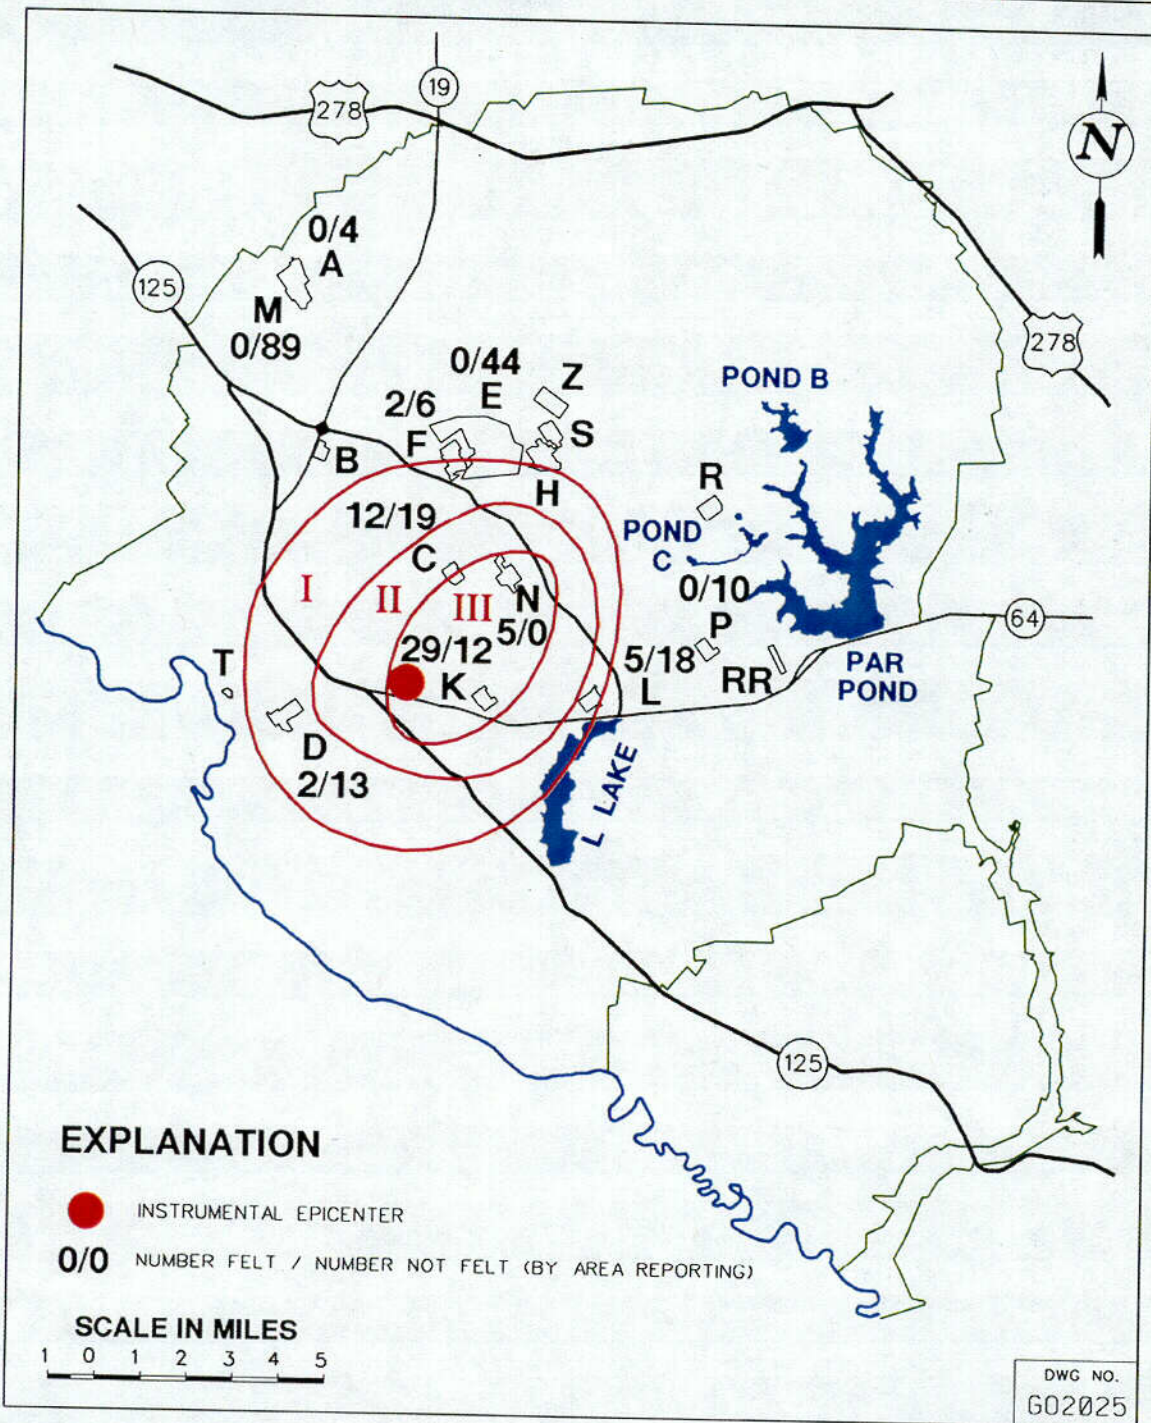 19
278
N
0/4
A
125
M
0/89
278
0/44
E
Z
POND B
2/6
F
S
B
H
R
12/19
POND
C
C
I
II
III
N
5/0
0/10
P
64
29/12
5/18
T
K
L
RR
PAR
POND
D
2/13
L LAKE
125
EXPLANATION
INSTRUMENTAL EPICENTER
0/0 NUMBER FELT / NUMBER NOT FELT (BY AREA REPORTING)
SCALE IN MILES
1 0 1 2 3 4 5
DWG NO.
GO2025